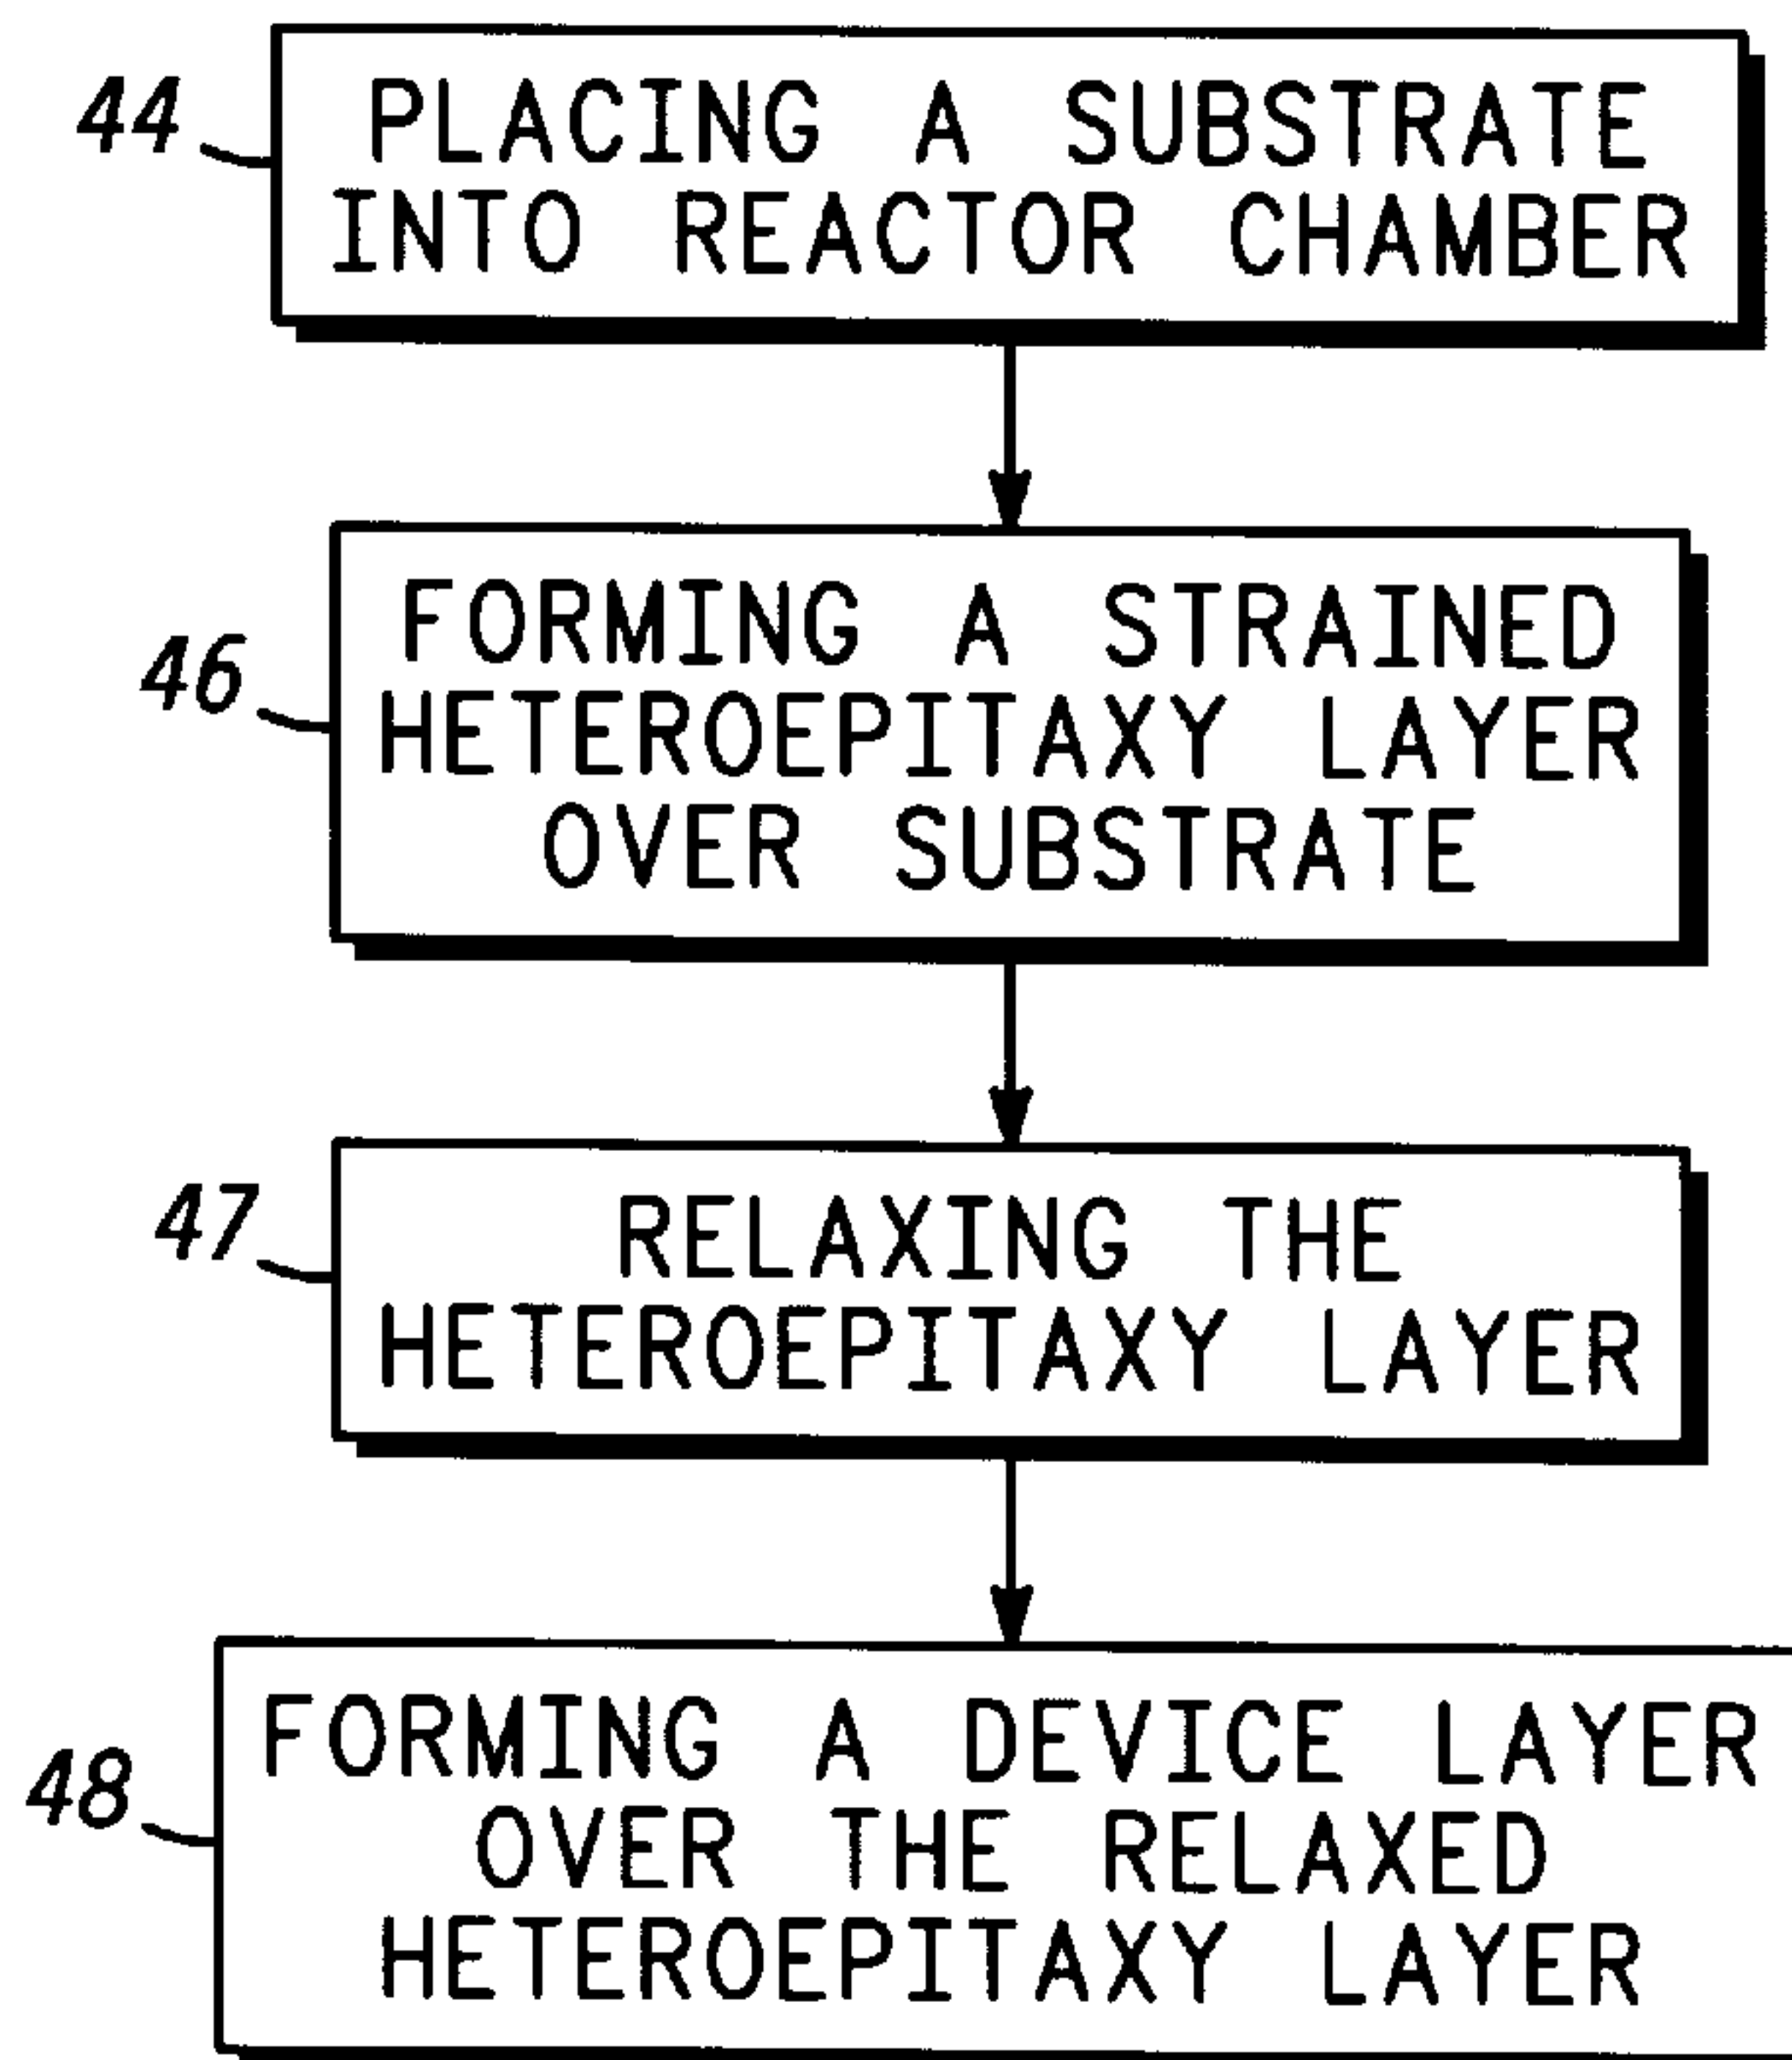 44
PLACING A SUBSTRATE
INTO REACTOR CHAMBER
46
FORMING A STRAINED
HETEROEPITAXY LAYER
OVER SUBSTRATE
47
RELAXING THE
HETEROEPITAXY LAYER
48
FORMING A DEVICE LAYER
OVER THE RELAXED
HETEROEPITAXY LAYER